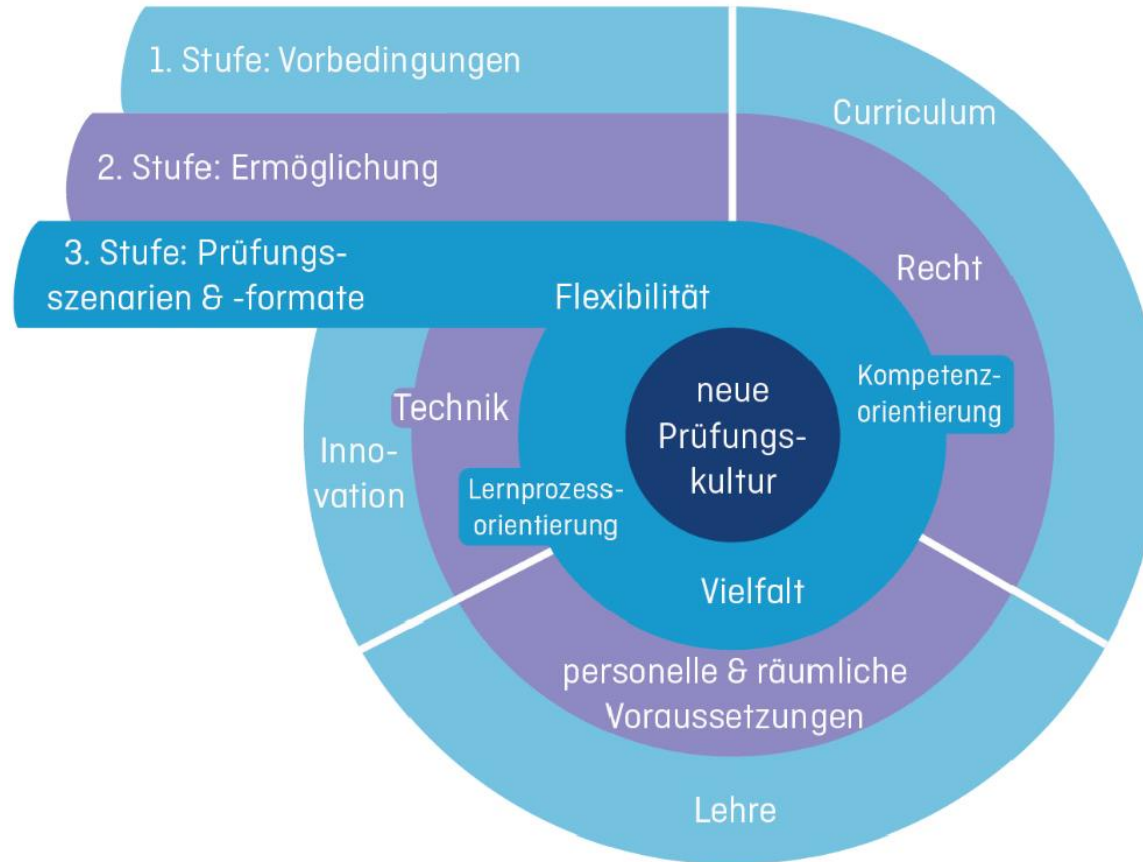 1. Stufe: Vorbedingungen
Curriculum
2. Stufe: Ermöglichung
Recht
3. Stufe: Prüfungs-
szenarien & -formate
Flexibilität
Kompetenz-
orientierung
neue
Prüfungs-
kultur
Technik
Inno-
vation
Lernprozess-
orientierung
Vielfalt
personelle & räumliche
Voraussetzungen
Lehre